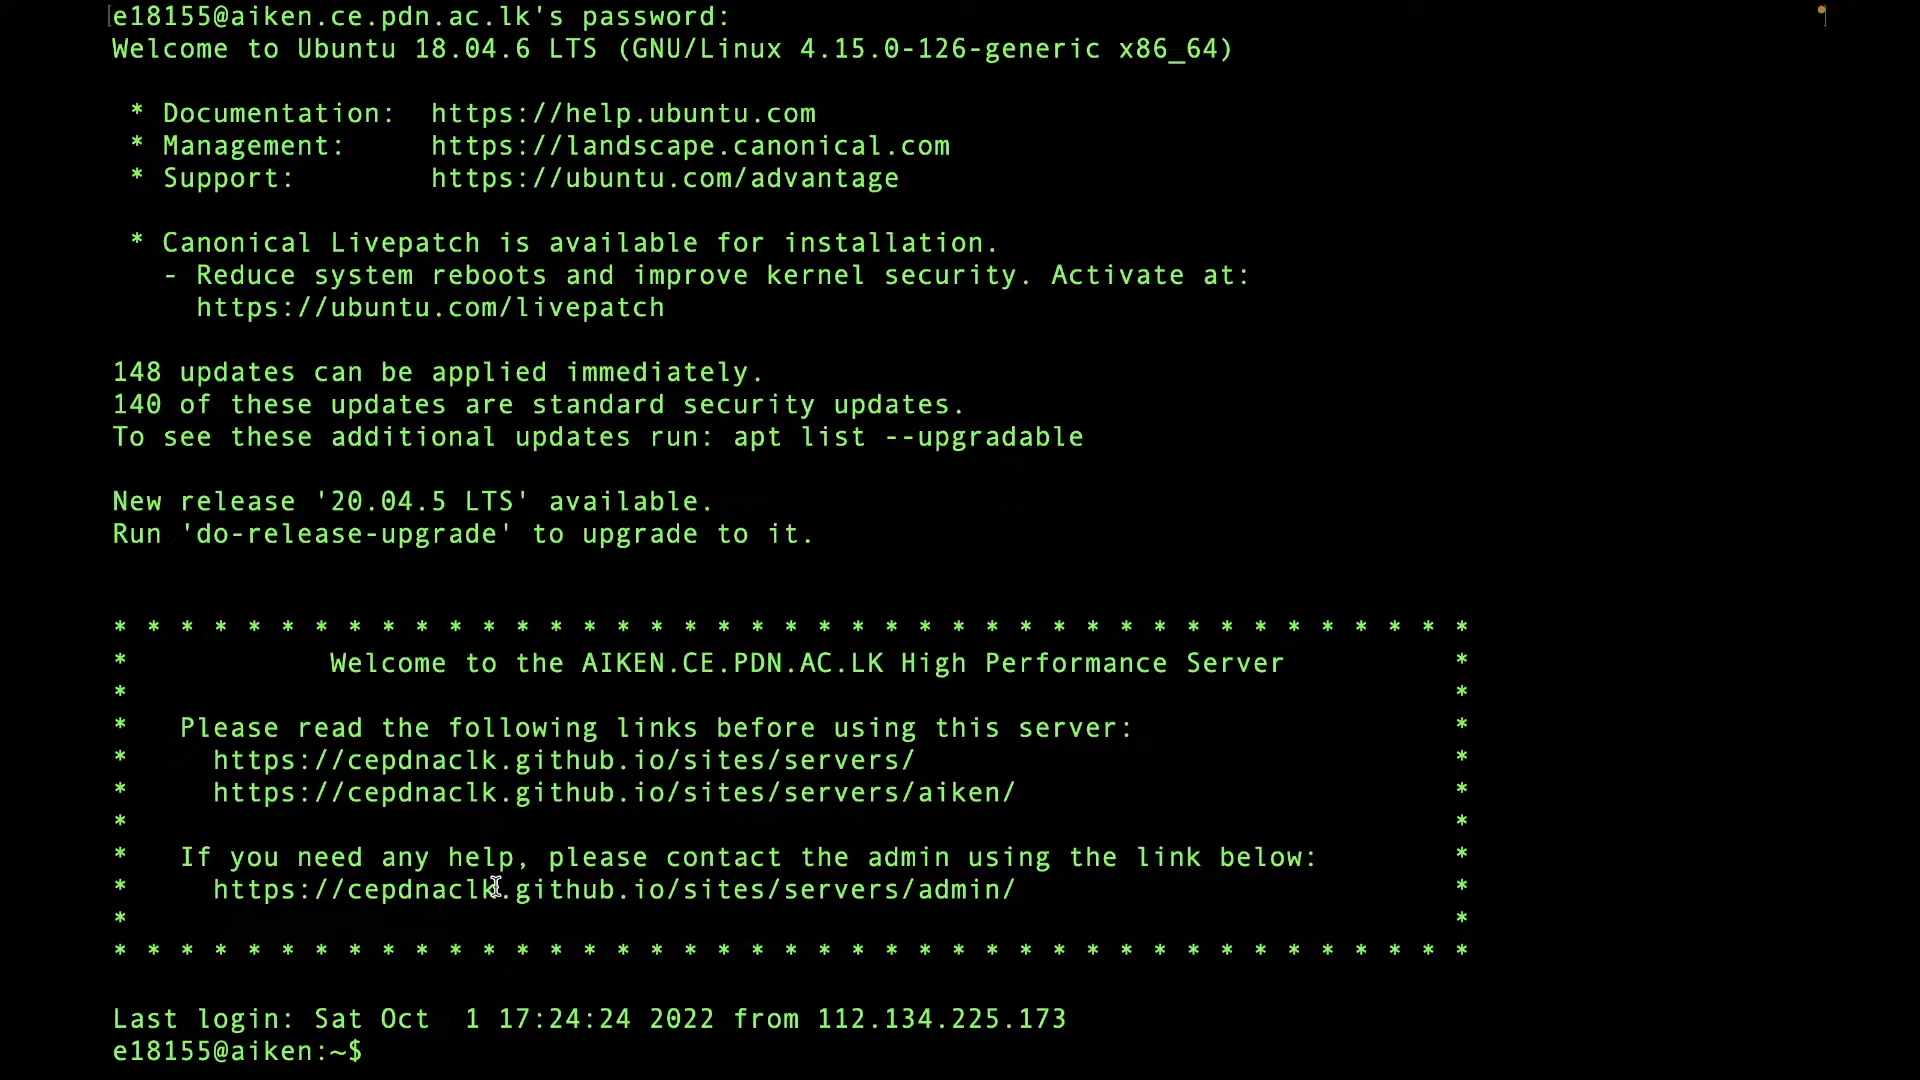 e18155@aiken.ce.pdn.ac.lk's password:
Welcome to Ubuntu 18.04.6 LTS (GNU/Linux 4.15.0-126-generic x86_64)
* Documentation:  https://help.ubuntu.com
* Management:     https://landscape.canonical.com
* Support:        https://ubuntu.com/advantage
* Canonical Livepatch is available for installation.
- Reduce system reboots and improve kernel security. Activate at:
https://ubuntu.com/livepatch
148 updates can be applied immediately.
140 of these updates are standard security updates.
To see these additional updates run: apt list --upgradable
New release '20.04.5 LTS' available.
Run 'do-release-upgrade' to upgrade to it.
* * * * * * * * * * * * * * * * * * * * * * * * * * * * * * * * * * * * * * * * *
*            Welcome to the AIKEN.CE.PDN.AC.LK High Performance Server          *
*                                                                               *
*   Please read the following links before using this server:                   *
*     https://cepdnaclk.github.io/sites/servers/                                *
*     https://cepdnaclk.github.io/sites/servers/aiken/                          *
*                                                                               *
*   If you need any help, please contact the admin using the link below:        *
*     https://cepdnaclk.github.io/sites/servers/admin/                          *
*                                                                               *
* * * * * * * * * * * * * * * * * * * * * * * * * * * * * * * * * * * * * * * * *
Last login: Sat Oct  1 17:24:24 2022 from 112.134.225.173
e18155@aiken:~$